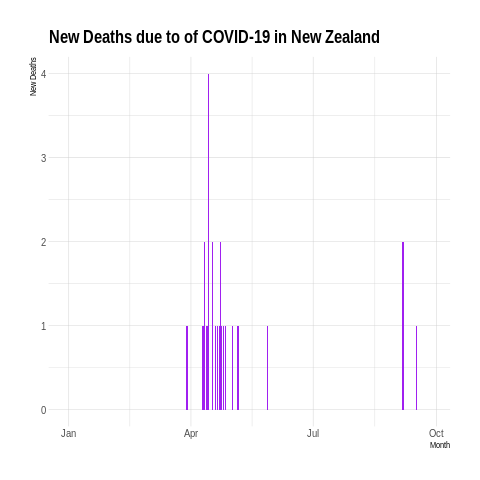 New Deaths due to of COVID-19 in New Zealand
New Deaths
4
3
2
1
0
Jan Apr Jul Oct
Month